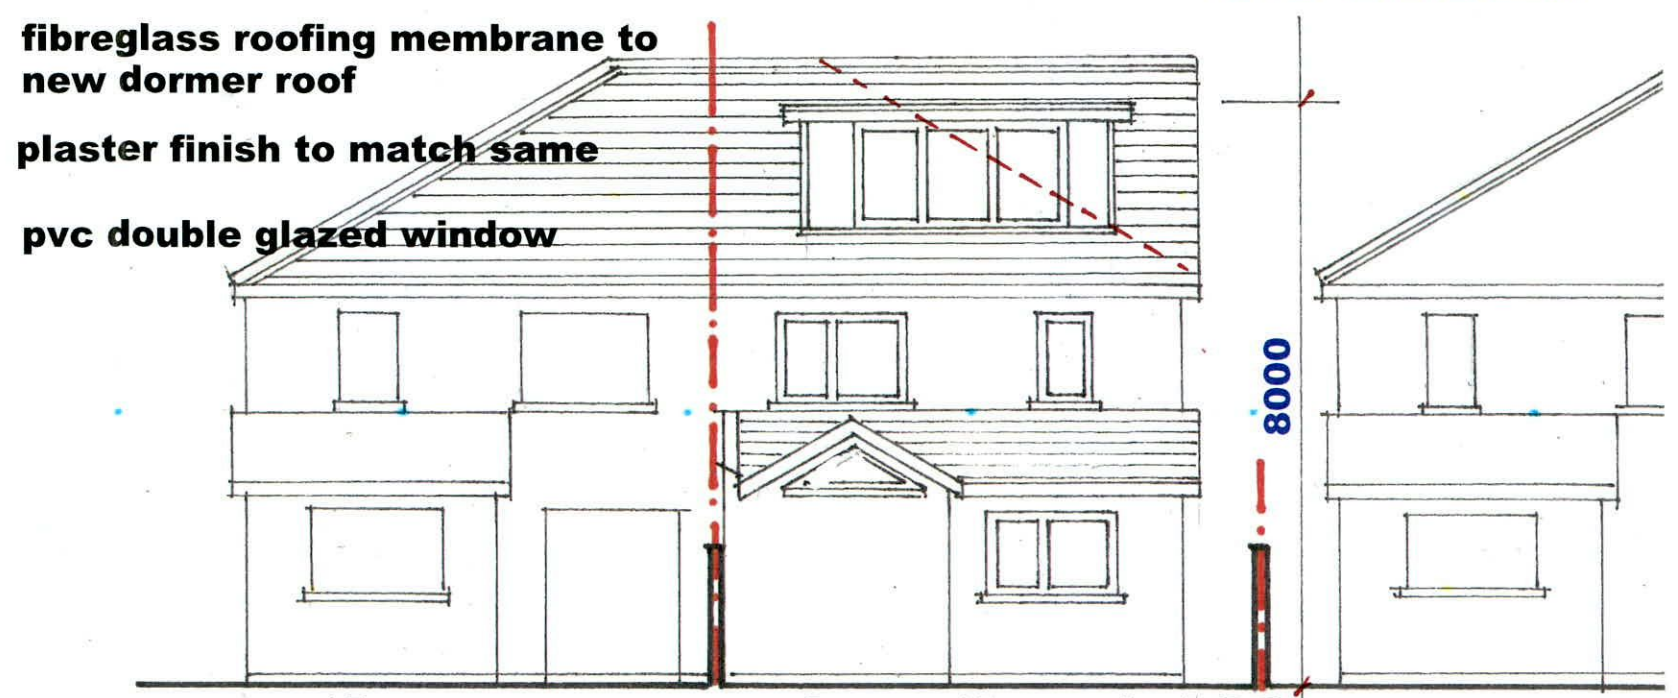 fibreglass roofing membrane to
new dormer roof
plaster finish to match same
pvc double glazed window
8000